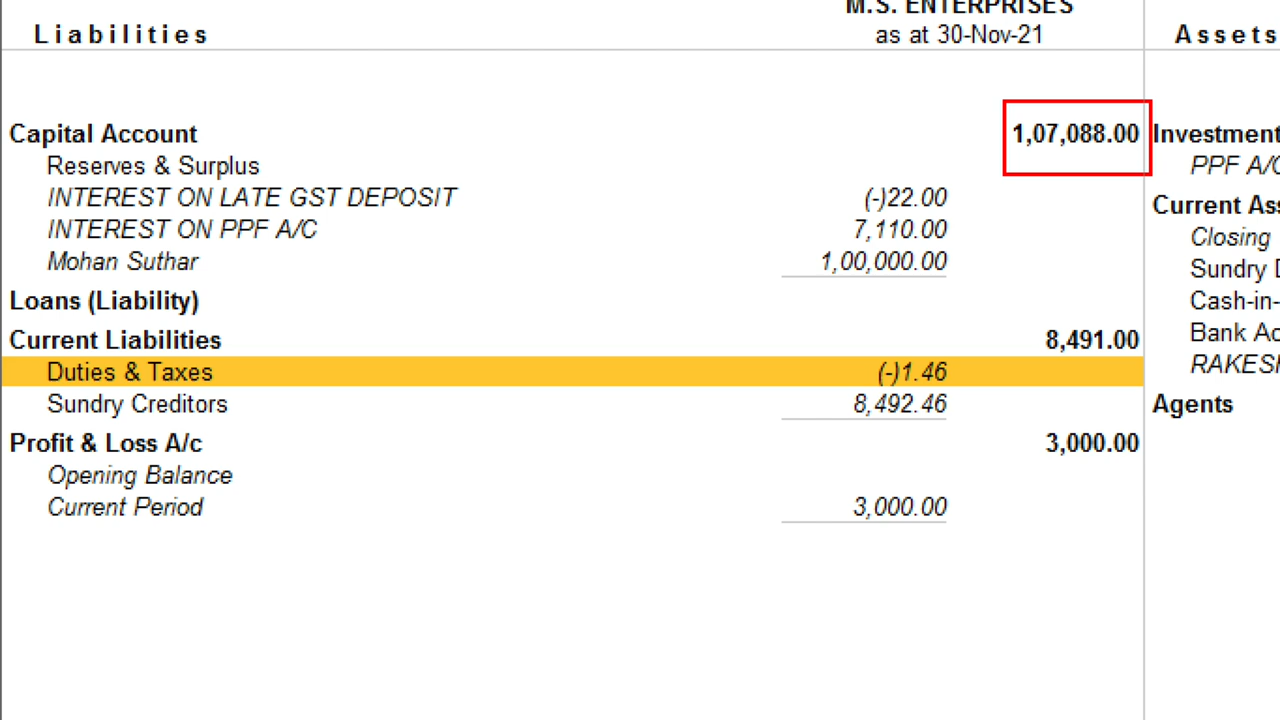 M.S. ENTERPRISES
Liabilities as at 30-Nov-21 Assets
Capital Account 1,07,088.00 Investment
Reserves & Surplus PPF A/C
INTEREST ON LATE GST DEPOSIT (-)22.00 Current Ass
INTEREST ON PPF A/C 7,110.00 Closing
Mohan Suthar 1,00,000.00 Sundry D
Loans (Liability) Cash-in-
Current Liabilities 8,491.00 Bank Ac
Duties & Taxes (-)1.46 RAKESH
Sundry Creditors 8,492.46 Agents
Profit & Loss A/c 3,000.00
Opening Balance
Current Period 3,000.00